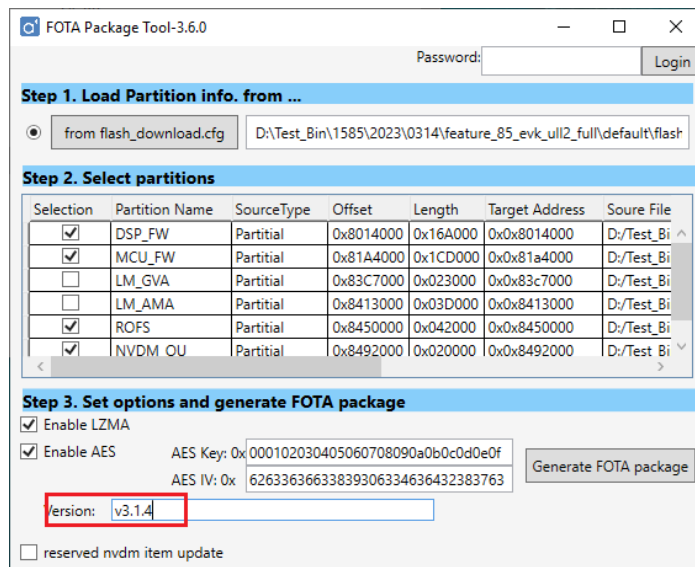 FOTA Package Tool-3.6.0
Password: Login
Step 1. Load Partition info. from ...
from flash_download.cfg D:\Test_Bin\1585\2023\0314\feature_85_evk_ull2_full\default\flash
Step 2. Select partitions
Selection Partition Name SourceType Offset Length Target Address Soure File
DSP_FW Partitial 0x8014000 0x16A000 0x0x8014000 D:/Test_Bi
MCU_FW Partitial 0x81A4000 0x1CD000 0x0x81a4000 D:/Test_Bi
LM_GVA Partitial 0x83C7000 0x023000 0x0x83c7000 D:/Test_Bi
LM_AMA Partitial 0x8413000 0x03D000 0x0x8413000 D:/Test_Bi
ROFS Partitial 0x8450000 0x042000 0x0x8450000 D:/Test_Bi
NVDM_OU Partitial 0x8492000 0x020000 0x0x8492000 D:/Test_Bi
Step 3. Set options and generate FOTA package
Enable LZMA
Enable AES AES Key: 0x 000102030405060708090a0b0c0d0e0f
AES IV: 0x 62633636633839306334636432383763
Generate FOTA package
Version: v3.1.4
reserved nvdm item update